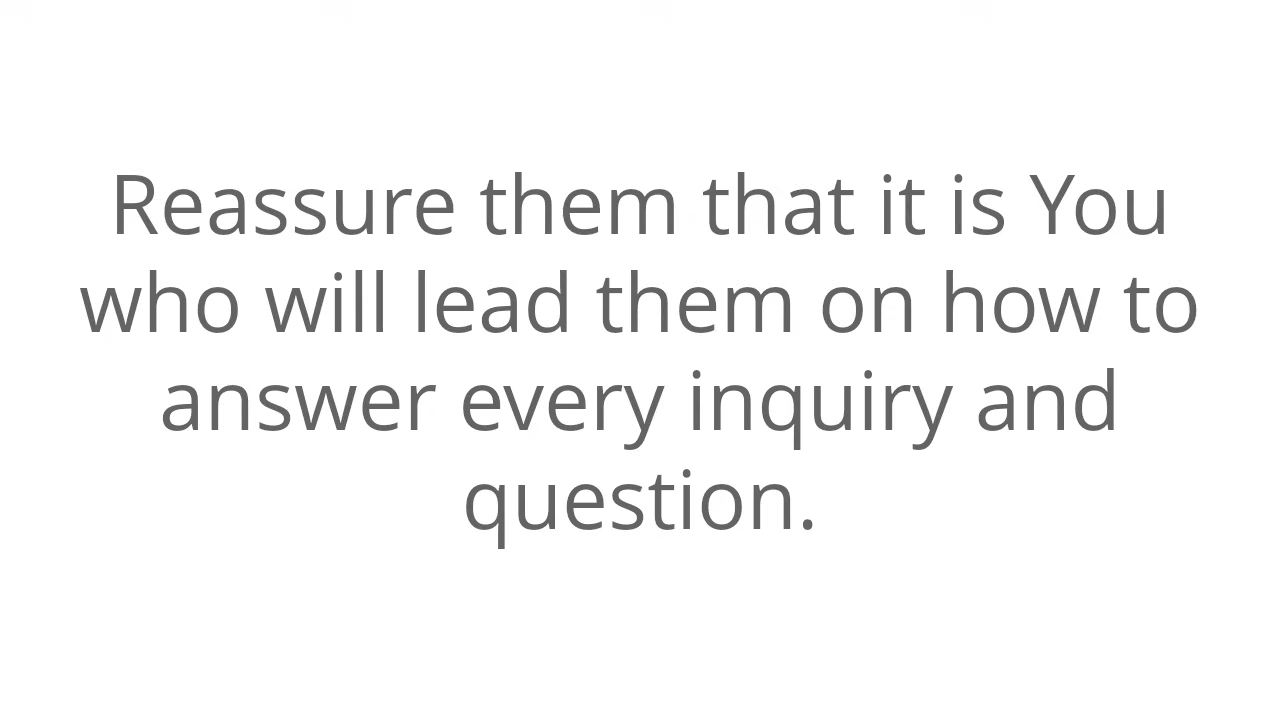 Reassure them that it is You
who will lead them on how to
answer every inquiry and
question.